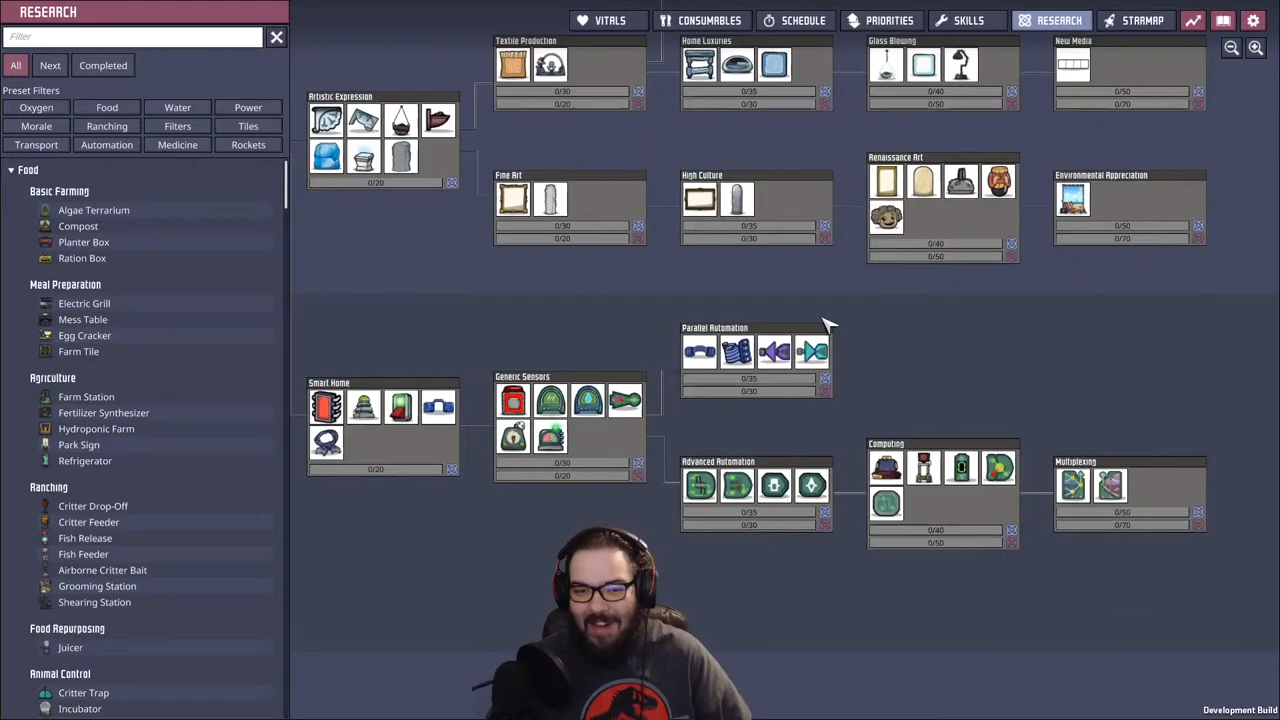 RESEARCH
VITALS
CONSUMABLES
SCHEDULE
PRIORITIES
SKILLS
RESEARCH
STARMAP
Filter
All
Next
Completed
Preset Filters
Oxygen
Food
Water
Power
Morale
Ranching
Filters
Tiles
Transport
Automation
Medicine
Rockets
Food
Basic Farming
Algae Terrarium
Compost
Planter Box
Ration Box
Meal Preparation
Electric Grill
Mess Table
Egg Cracker
Farm Tile
Agriculture
Farm Station
Fertilizer Synthesizer
Hydroponic Farm
Park Sign
Refrigerator
Ranching
Critter Drop-Off
Critter Feeder
Fish Release
Fish Feeder
Airborne Critter Bait
Grooming Station
Shearing Station
Food Repurposing
Juicer
Animal Control
Critter Trap
Incubator
Textile Production
0/30
0/20
Home Luxuries
0/35
0/30
Glass Blowing
0/40
0/50
New Media
0/50
0/70
Artistic Expression
0/20
Fine Art
0/30
0/20
High Culture
0/35
0/30
Renaissance Art
0/40
0/50
Environmental Appreciation
0/50
0/70
Parallel Automation
0/35
0/30
Smart Home
0/20
Generic Sensors
0/30
0/20
Advanced Automation
0/35
0/30
Computing
0/40
0/50
Multiplexing
0/50
0/70
Development Build